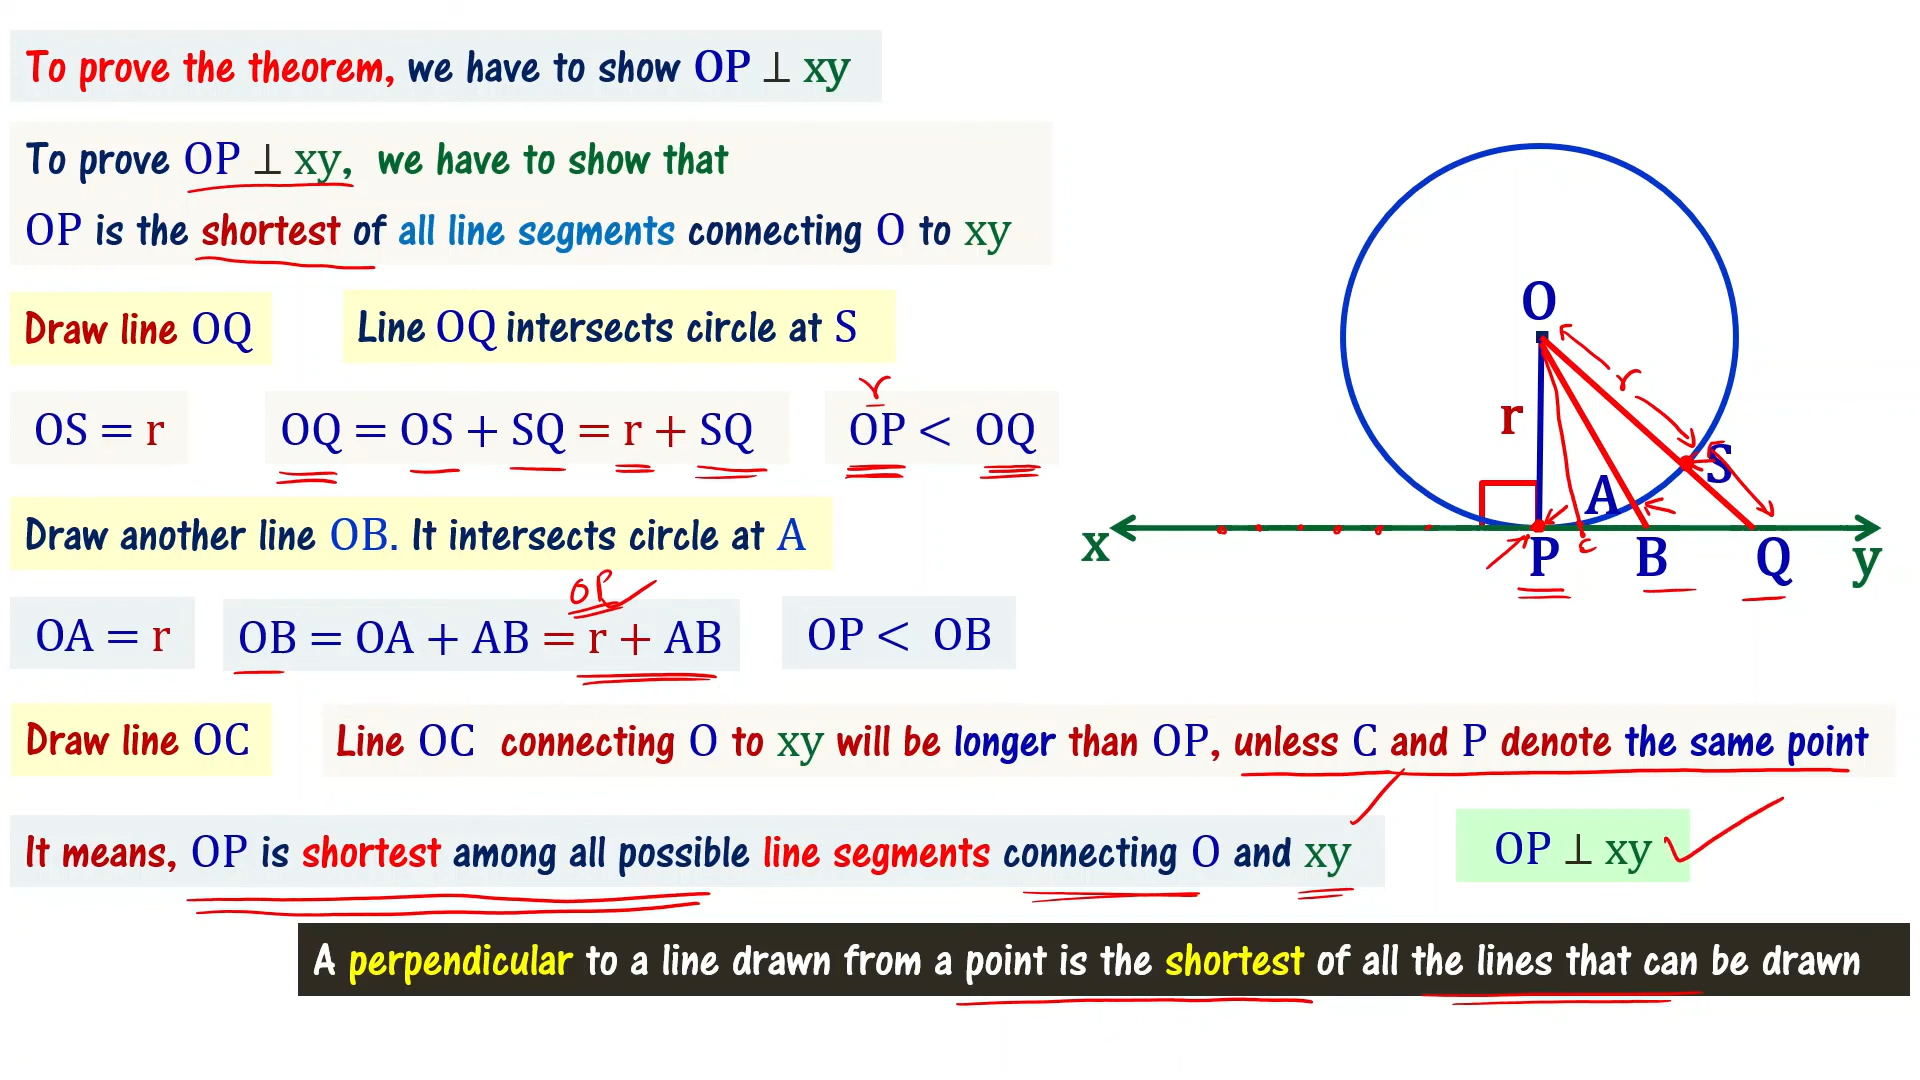 To prove the theorem, we have to show OP ⊥ xy
To prove OP ⊥ xy, we have to show that
OP is the shortest of all line segments connecting O to xy
Draw line OQ
Line OQ intersects circle at S
OS = r
OQ = OS + SQ = r + SQ
r
OP < OQ
Draw another line OB. It intersects circle at A
OP
OA = r
OB = OA + AB = r + AB
OP < OB
Draw line OC
Line OC connecting O to xy will be longer than OP, unless C and P denote the same point
It means, OP is shortest among all possible line segments connecting O and xy
OP ⊥ xy
A perpendicular to a line drawn from a point is the shortest of all the lines that can be drawn
O
r
r
S
A
x
P
c
B
Q
y